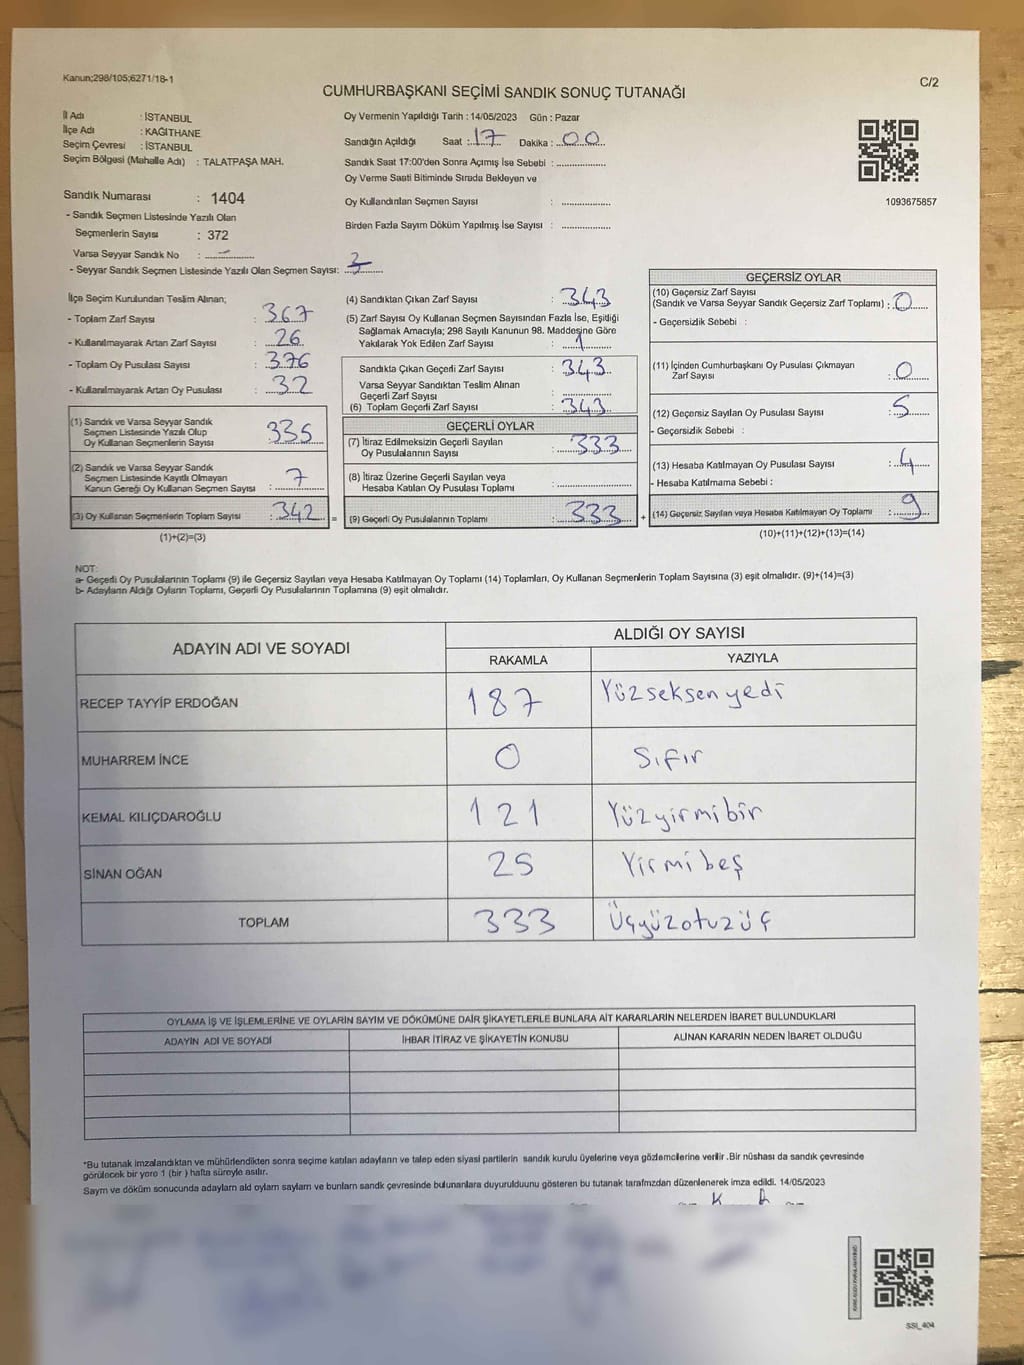 Kanun;298/105;6271/18-1
C/2
CUMHURBAŞKANI SEÇİMİ SANDIK SONUÇ TUTANAĞI
İl Adı : İSTANBUL
İlçe Adı : KAĞITHANE
Seçim Çevresi : İSTANBUL
Seçim Bölgesi (Mahalle Adı) : TALATPAŞA MAH.
Sandık Numarası : 1404
- Sandık Seçmen Listesinde Yazılı Olan
Seçmenlerin Sayısı : 372
Varsa Seyyar Sandık No : -
- Seyyar Sandık Seçmen Listesinde Yazılı Olan Seçmen Sayısı:
Oy Vermenin Yapıldığı Tarih : 14/05/2023 Gün : Pazar
Sandığın Açıldığı Saat : 17 Dakika : 00
Sandık Saat 17:00'den Sonra Açımış İse Sebebi :
Oy Verme Saati Bitiminde Sırada Bekleyen ve
Oy Kullandırılan Seçmen Sayısı :
Birden Fazla Sayım Döküm Yapılmış İse Sayısı :
1093675857
İlçe Seçim Kurulundan Teslim Alınan;
- Toplam Zarf Sayısı : 367
- Kullanılmayarak Artan Zarf Sayısı : 26
- Toplam Oy Pusulası Sayısı : 376
- Kullanılmayarak Artan Oy Pusulası : 32
(1) Sandık ve Varsa Seyyar Sandık
Seçmen Listesinde Yazılı Olup
Oy Kullanan Seçmenlerin Sayısı : 335
(2) Sandık ve Varsa Seyyar Sandık
Seçmen Listesinde Kayıtlı Olmayan
Kanun Gereği Oy Kullanan Seçmen Sayısı : 7
(3) Oy Kullanan Seçmenlerin Toplam Sayısı : 342
(1)+(2)=(3)
(4) Sandıktan Çıkan Zarf Sayısı : 343
(5) Zarf Sayısı Oy Kullanan Seçmen Sayısından Fazla İse, Eşitliği
Sağlamak Amacıyla; 298 Sayılı Kanunun 98. Maddesine Göre
Yakılarak Yok Edilen Zarf Sayısı : 1
Sandıkta Çıkan Geçerli Zarf Sayısı : 343
Varsa Seyyar Sandıktan Teslim Alınan
Geçerli Zarf Sayısı :
(6) Toplam Geçerli Zarf Sayısı : 343
GEÇERLİ OYLAR
(7) İtiraz Edilmeksizin Geçerli Sayılan
Oy Pusulalarının Sayısı : 333
(8) İtiraz Üzerine Geçerli Sayılan veya
Hesaba Katılan Oy Pusulası Toplamı :
= (9) Geçerli Oy Pusulalarının Toplamı : 333
GEÇERSİZ OYLAR
(10) Geçersiz Zarf Sayısı
(Sandık ve Varsa Seyyar Sandık Geçersiz Zarf Toplamı) : 0
- Geçersizlik Sebebi :
(11) İçinden Cumhurbaşkanı Oy Pusulası Çıkmayan
Zarf Sayısı : 0
(12) Geçersiz Sayılan Oy Pusulası Sayısı : 5
- Geçersizlik Sebebi :
(13) Hesaba Katılmayan Oy Pusulası Sayısı : 4
- Hesaba Katılmama Sebebi :
+ (14) Geçersiz Sayılan veya Hesaba Katılmayan Oy Toplamı : 9
(10)+(11)+(12)+(13)=(14)
NOT:
a- Geçerli Oy Pusulalarının Toplamı (9) ile Geçersiz Sayılan veya Hesaba Katılmayan Oy Toplamı (14) Toplamları, Oy Kullanan Seçmenlerin Toplam Sayısına (3) eşit olmalıdır. (9)+(14)=(3)
b- Adayların Aldığı Oyların Toplamı, Geçerli Oy Pusulalarının Toplamına (9) eşit olmalıdır.
ADAYIN ADI VE SOYADI
ALDIĞI OY SAYISI
RAKAMLA YAZIYLA
RECEP TAYYİP ERDOĞAN 187 Yüzseksenyedi
MUHARREM İNCE 0 Sıfır
KEMAL KILIÇDAROĞLU 121 Yüzyirmibir
SİNAN OĞAN 25 Yirmibeş
TOPLAM 333 Üçyüzotuzüç
OYLAMA İŞ VE İŞLEMLERİNE VE OYLARIN SAYIM VE DÖKÜMÜNE DAİR ŞİKAYETLERLE BUNLARA AİT KARARLARIN NELERDEN İBARET BULUNDUKLARI
ADAYIN ADI VE SOYADI İHBAR İTİRAZ VE ŞİKAYETİN KONUSU ALINAN KARARIN NEDEN İBARET OLDUĞU
*Bu tutanak imzalandıktan ve mühürlendikten sonra seçime katılan adayların ve talep eden siyasi partilerin sandık kurulu üyelerine veya gözlemcilerine verilir .Bir nüshası da sandık çevresinde
görülecek bir yere 1 (bir ) hafta süreyle asılır.
Sayım ve döküm sonucunda adayların ald oyların sayların ve bunların sandk çevresinde bulunanlara duyurulduunu gösteren bu tutanak tarafmzdan düzenlenerek imza edildi. 14/05/2023
SSİ_404